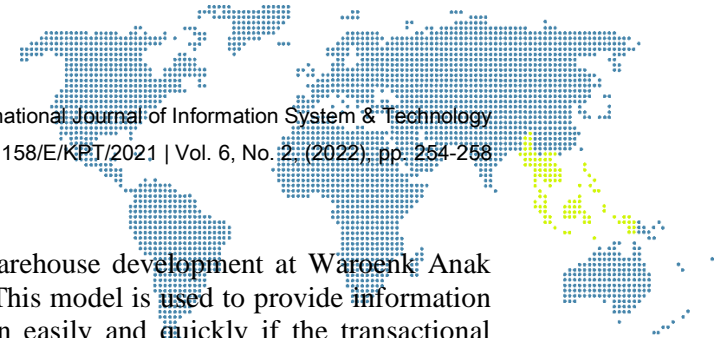 national Journal of Information System & Technology
158/E/KPT/2021 | Vol. 6, No. 2, (2022), pp. 254-258
arehouse development at Waroenk Anak
This model is used to provide information
n easily and quickly if the transactional